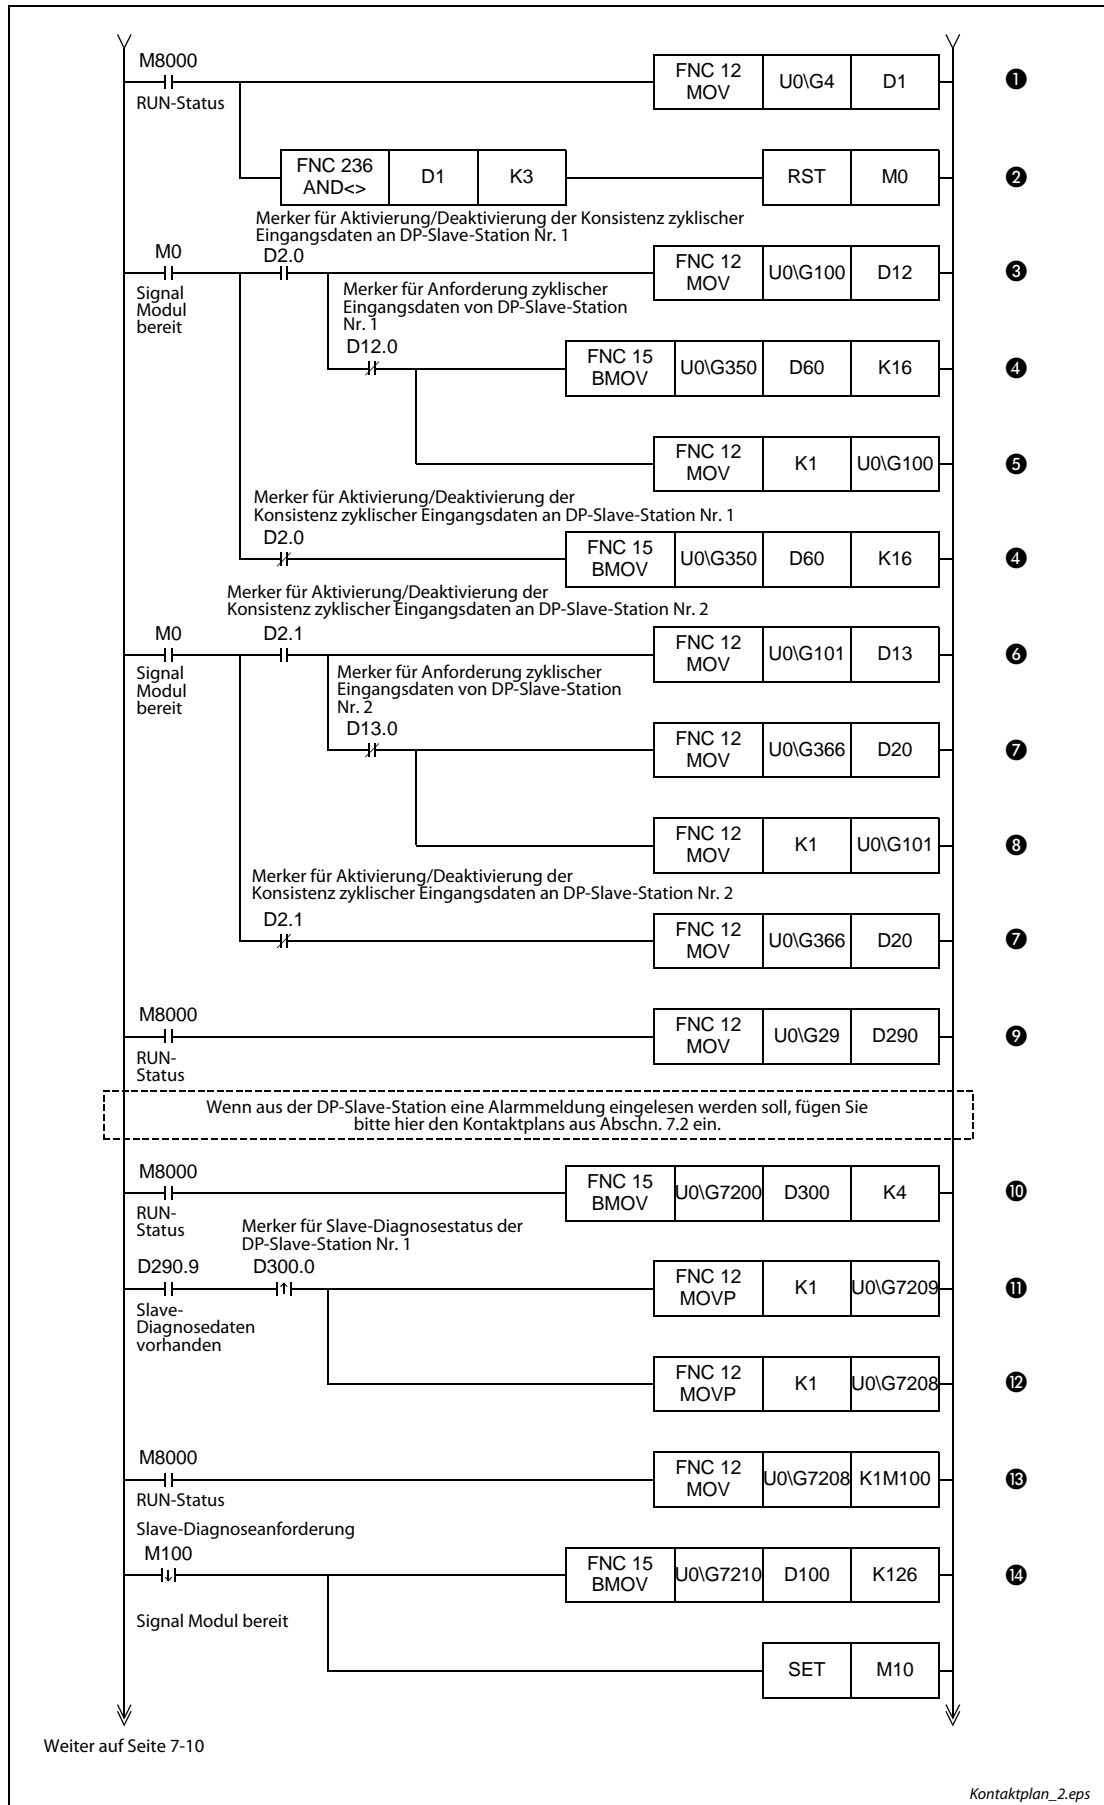 M8000
RUN-Status
FNC 12
MOV
U0\G4
D1
❶
FNC 236
AND<>
D1
K3
RST
M0
❷
Merker für Aktivierung/Deaktivierung der Konsistenz zyklischer
Eingangsdaten an DP-Slave-Station Nr. 1
M0
D2.0
Signal
Modul
bereit
FNC 12
MOV
U0\G100
D12
❸
Merker für Anforderung zyklischer
Eingangsdaten von DP-Slave-Station
Nr. 1
D12.0
FNC 15
BMOV
U0\G350
D60
K16
❹
FNC 12
MOV
K1
U0\G100
❺
Merker für Aktivierung/Deaktivierung der
Konsistenz zyklischer Eingangsdaten an DP-Slave-Station Nr. 1
D2.0
FNC 15
BMOV
U0\G350
D60
K16
❹
Merker für Aktivierung/Deaktivierung der
Konsistenz zyklischer Eingangsdaten an DP-Slave-Station Nr. 2
M0
D2.1
Signal
Modul
bereit
FNC 12
MOV
U0\G101
D13
❻
Merker für Anforderung zyklischer
Eingangsdaten von DP-Slave-Station
Nr. 2
D13.0
FNC 12
MOV
U0\G366
D20
❼
FNC 12
MOV
K1
U0\G101
❽
Merker für Aktivierung/Deaktivierung der
Konsistenz zyklischer Eingangsdaten an DP-Slave-Station Nr. 2
D2.1
FNC 12
MOV
U0\G366
D20
❼
M8000
RUN-
Status
FNC 12
MOV
U0\G29
D290
❾
Wenn aus der DP-Slave-Station eine Alarmmeldung eingelesen werden soll, fügen Sie
bitte hier den Kontaktplans aus Abschn. 7.2 ein.
M8000
RUN-
Status
FNC 15
BMOV
U0\G7200
D300
K4
❿
Merker für Slave-Diagnosestatus der
DP-Slave-Station Nr. 1
D290.9
D300.0
Slave-
Diagnosedaten
vorhanden
FNC 12
MOVP
K1
U0\G7209
⓫
FNC 12
MOVP
K1
U0\G7208
⓬
M8000
RUN-Status
FNC 12
MOV
U0\G7208
K1M100
⓭
Slave-Diagnoseanforderung
M100
Signal Modul bereit
FNC 15
BMOV
U0\G7210
D100
K126
⓮
SET
M10
Weiter auf Seite 7-10
Kontaktplan_2.eps